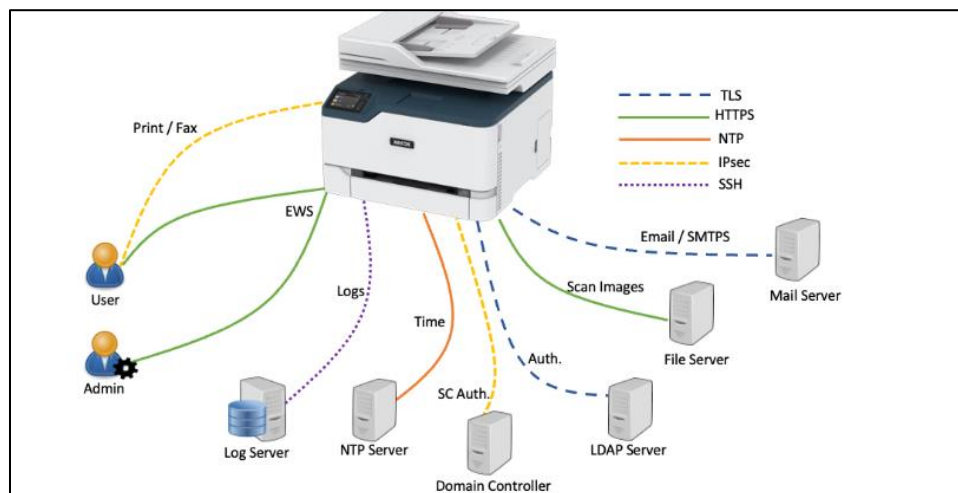 TLS
HTTPS
NTP
IPsec
SSH
Print / Fax
EWS
User
Admin
Logs
Time
SC Auth.
Auth.
Scan Images
Email / SMTPS
Mail Server
File Server
LDAP Server
Log Server
NTP Server
Domain Controller